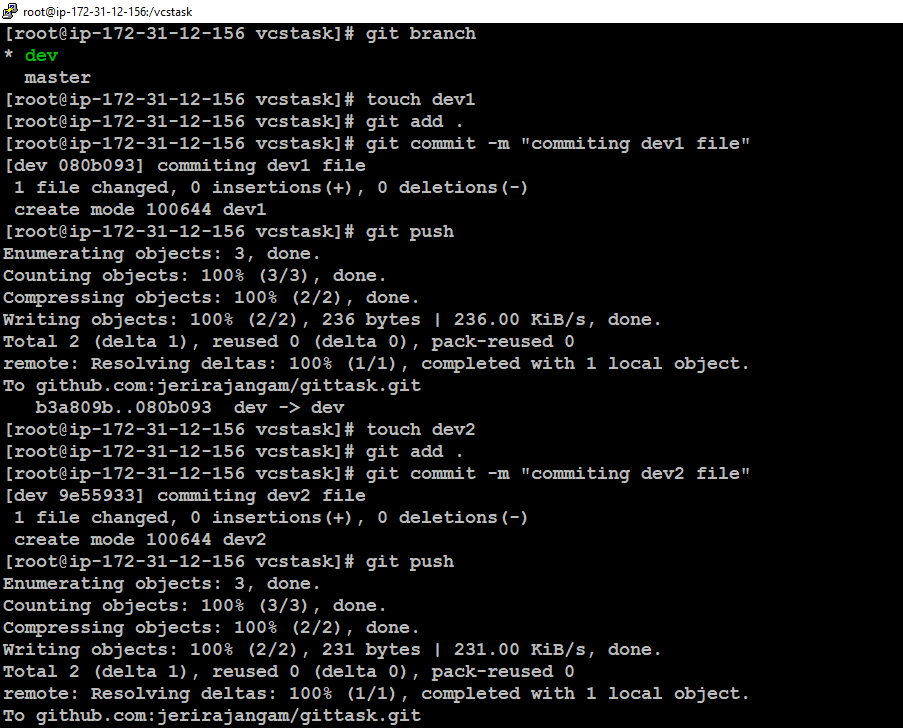 root@ip-172-31-12-156:/vcstask
[root@ip-172-31-12-156 vcstask]# git branch
* dev
  master
[root@ip-172-31-12-156 vcstask]# touch dev1
[root@ip-172-31-12-156 vcstask]# git add .
[root@ip-172-31-12-156 vcstask]# git commit -m "commiting dev1 file"
[dev 080b093] commiting dev1 file
 1 file changed, 0 insertions(+), 0 deletions(-)
 create mode 100644 dev1
[root@ip-172-31-12-156 vcstask]# git push
Enumerating objects: 3, done.
Counting objects: 100% (3/3), done.
Compressing objects: 100% (2/2), done.
Writing objects: 100% (2/2), 236 bytes | 236.00 KiB/s, done.
Total 2 (delta 1), reused 0 (delta 0), pack-reused 0
remote: Resolving deltas: 100% (1/1), completed with 1 local object.
To github.com:jerirajangam/gittask.git
   b3a809b..080b093  dev -> dev
[root@ip-172-31-12-156 vcstask]# touch dev2
[root@ip-172-31-12-156 vcstask]# git add .
[root@ip-172-31-12-156 vcstask]# git commit -m "commiting dev2 file"
[dev 9e55933] commiting dev2 file
 1 file changed, 0 insertions(+), 0 deletions(-)
 create mode 100644 dev2
[root@ip-172-31-12-156 vcstask]# git push
Enumerating objects: 3, done.
Counting objects: 100% (3/3), done.
Compressing objects: 100% (2/2), done.
Writing objects: 100% (2/2), 231 bytes | 231.00 KiB/s, done.
Total 2 (delta 1), reused 0 (delta 0), pack-reused 0
remote: Resolving deltas: 100% (1/1), completed with 1 local object.
To github.com:jerirajangam/gittask.git